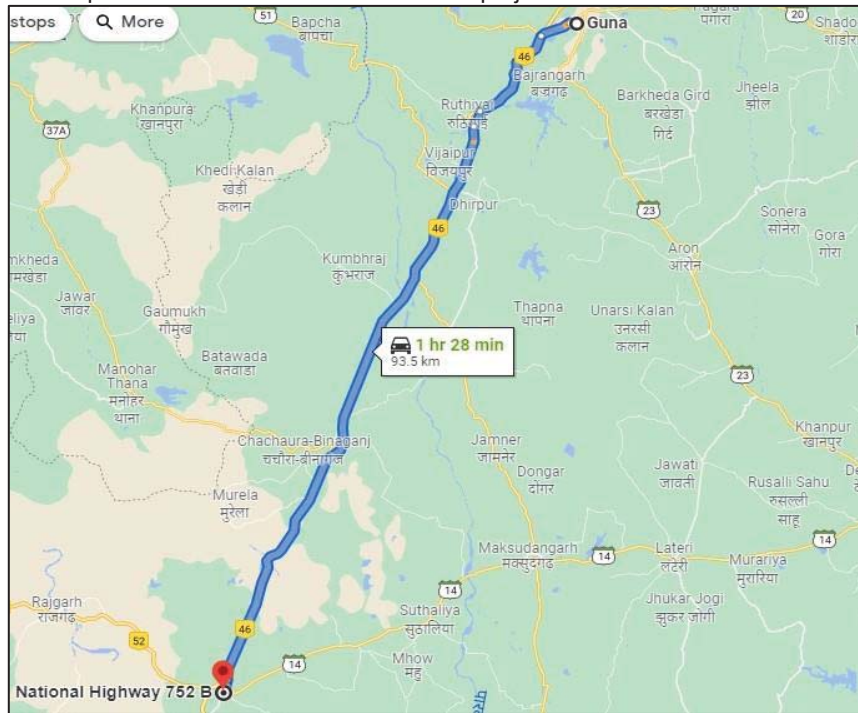 stops
More
51
Bapcha
बापचा
Guna
20
पगारा
46
Bajrangarh
बजरंगढ़
Khanpura
खानपुरा
Ruthiyai
रुठियाई
Barkheda Gird
बरखेड़ा
गिर्द
Jheela
झील
37A
Khedi Kalan
खेड़ी
कलान
Vijaipur
विजयपुर
Dhirpur
46
23
Sonera
सोनेरा
Gora
गोरा
Aron
आरोन
Kumbhraj
कुंभराज
mkheda
मखेडा
Jawar
जावर
Gaumukh
गौमुख
Thapna
थापना
Unarsi Kalan
उनरसी
कलान
1 hr 28 min
93.5 km
Batawada
बतवाडा
Manohar
Thana
मनोहर
थाना
23
Khanpur
खानपुर
Chachaura-Binaganj
चचौरा-बीनागंज
Jamner
जामनेर
Dongar
दोंगर
Jawati
जावती
Rusalli Sahu
रुसल्ली
साहू
Murela
मुरेला
14
Maksudangarh
मक्सुदंगढ़
14
Lateri
लटेरी
Murariya
मुरारिया
14
Rajgarh
राजगढ़
52
46
Suthaliya
सुठालिया
Jhukar Jogi
झुकर जोगी
14
Mhow
महु
National Highway 752 B